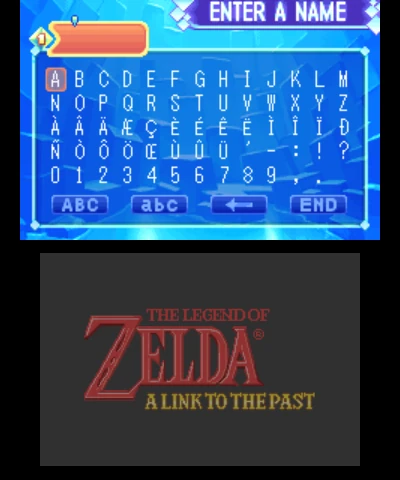 ENTER A NAME
1
A B C D E F G H I J K L M
N O P Q R S T U V W X Y Z
À Â Ä Æ Ç È É Ê Ë Ì Î Ï Ð
Ñ Ò Ô Ö Œ Ù Û Ü ´ - : ! ?
0 1 2 3 4 5 6 7 8 9 , .
ABC abc ← END
THE LEGEND OF
ZELDA®
A LINK TO THE PAST